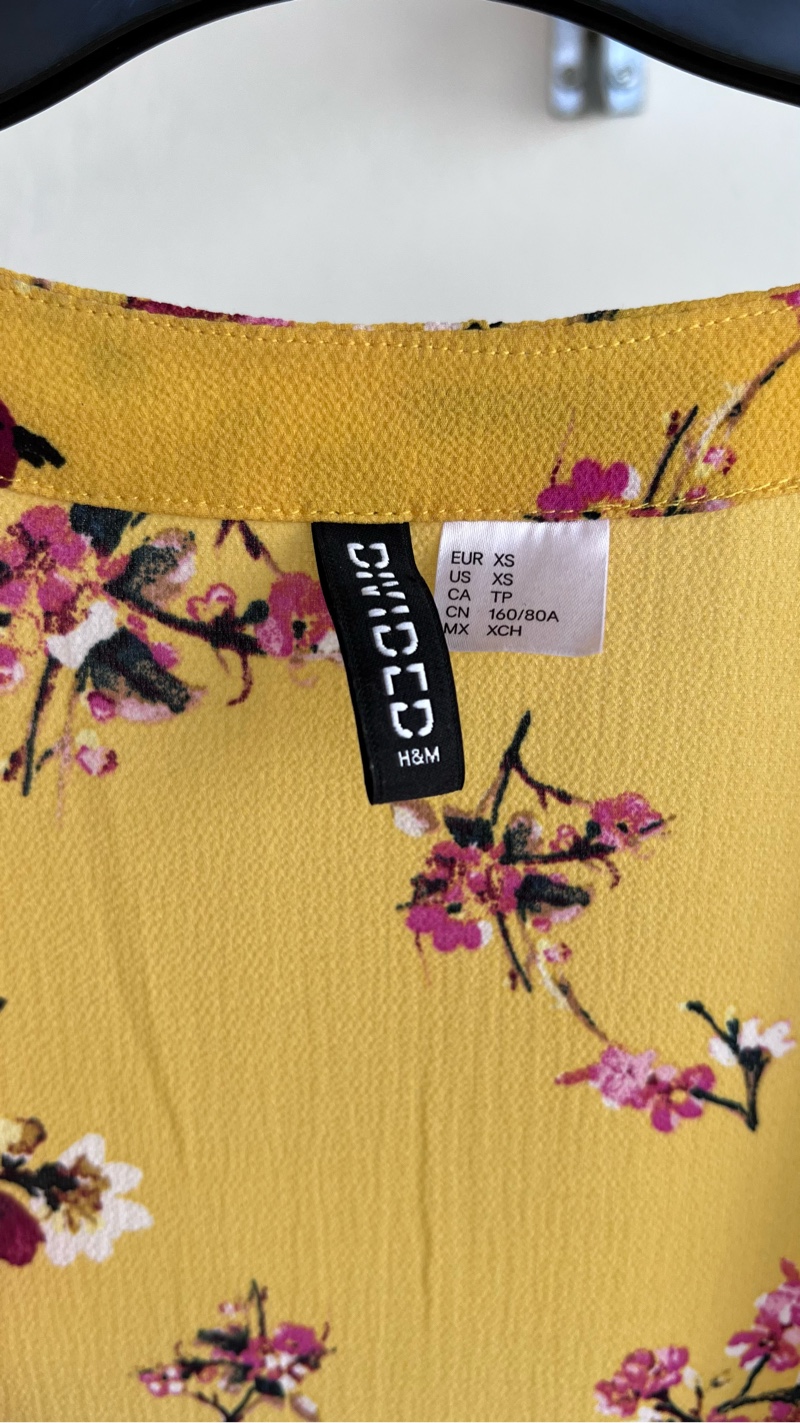 DIVIDED
H&M
EUR XS
US XS
CA TP
CN 160/80A
MX XCH